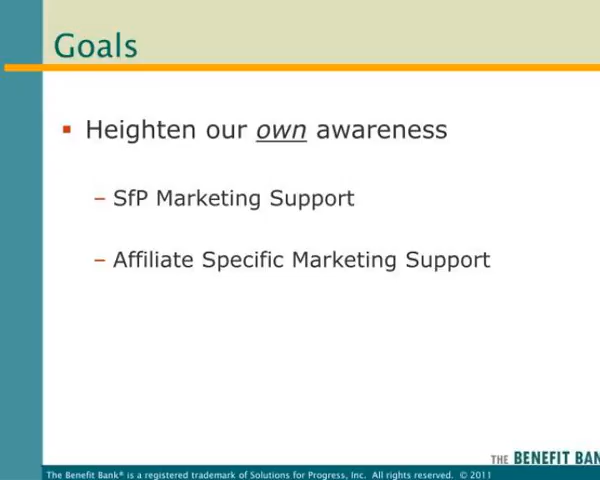 Goals
▪ Heighten our own awareness
– SfP Marketing Support
– Affiliate Specific Marketing Support
THE BENEFIT BAN
The Benefit Bank® is a registered trademark of Solutions for Progress, Inc. All rights reserved. © 2011